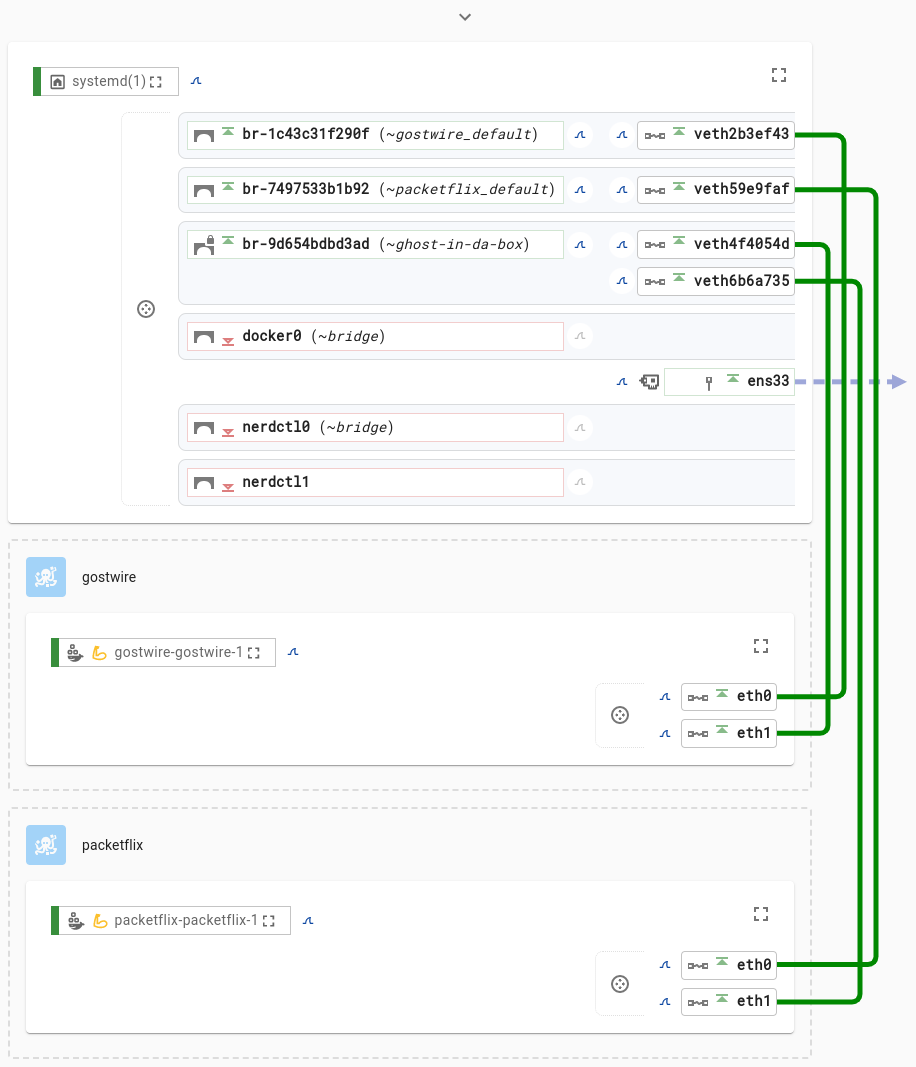 systemd(1)
br-1c43c31f290f (~gostwire_default) veth2b3ef43
br-7497533b1b92 (~packetflix_default) veth59e9faf
br-9d654bdbd3ad (~ghost-in-da-box) veth4f4054d
veth6b6a735
docker0 (~bridge)
ens33
nerdctl0 (~bridge)
nerdctl1
gostwire
gostwire-gostwire-1
eth0
eth1
packetflix
packetflix-packetflix-1
eth0
eth1